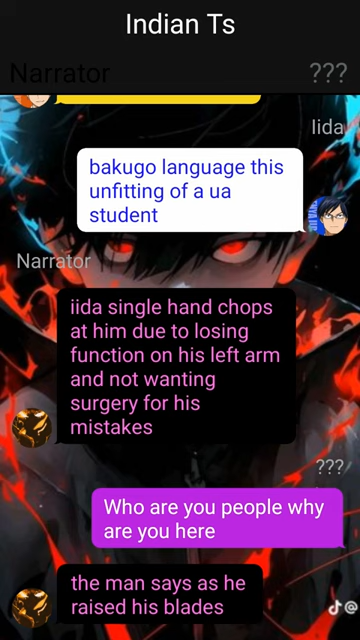 Indian Ts
Narrator
???
Iida
bakugo language this
unfitting of a ua
student
Narrator
iida single hand chops
at him due to losing
function on his left arm
and not wanting
surgery for his
mistakes
???
Who are you people why
are you here
the man says as he
raised his blades
@